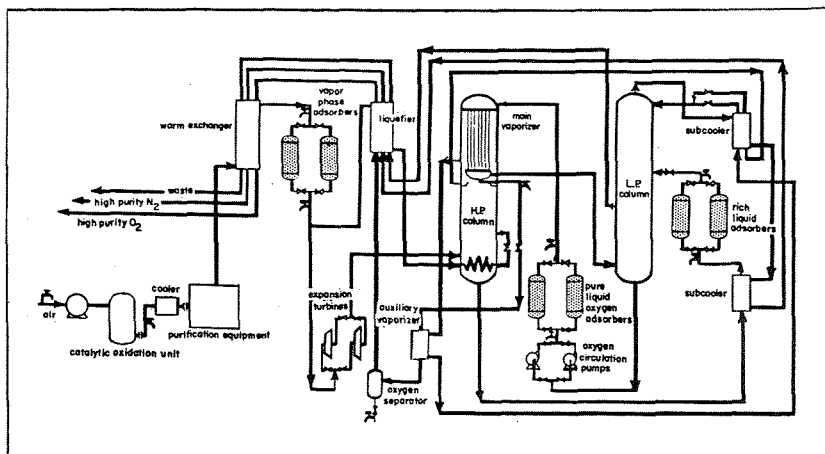 warm exchanger
vapor
phase
adsorbers
liquefier
main
vaporizer
subcooler
L.P.
column
H.P.
column
waste
high purity N2
high purity O2
rich
liquid
adsorbers
cooler
air
purification equipment
catalytic oxidation unit
expansion
turbines
auxiliary
vaporizer
oxygen
separator
pure
liquid
oxygen
adsorbers
oxygen
circulation
pumps
subcooler